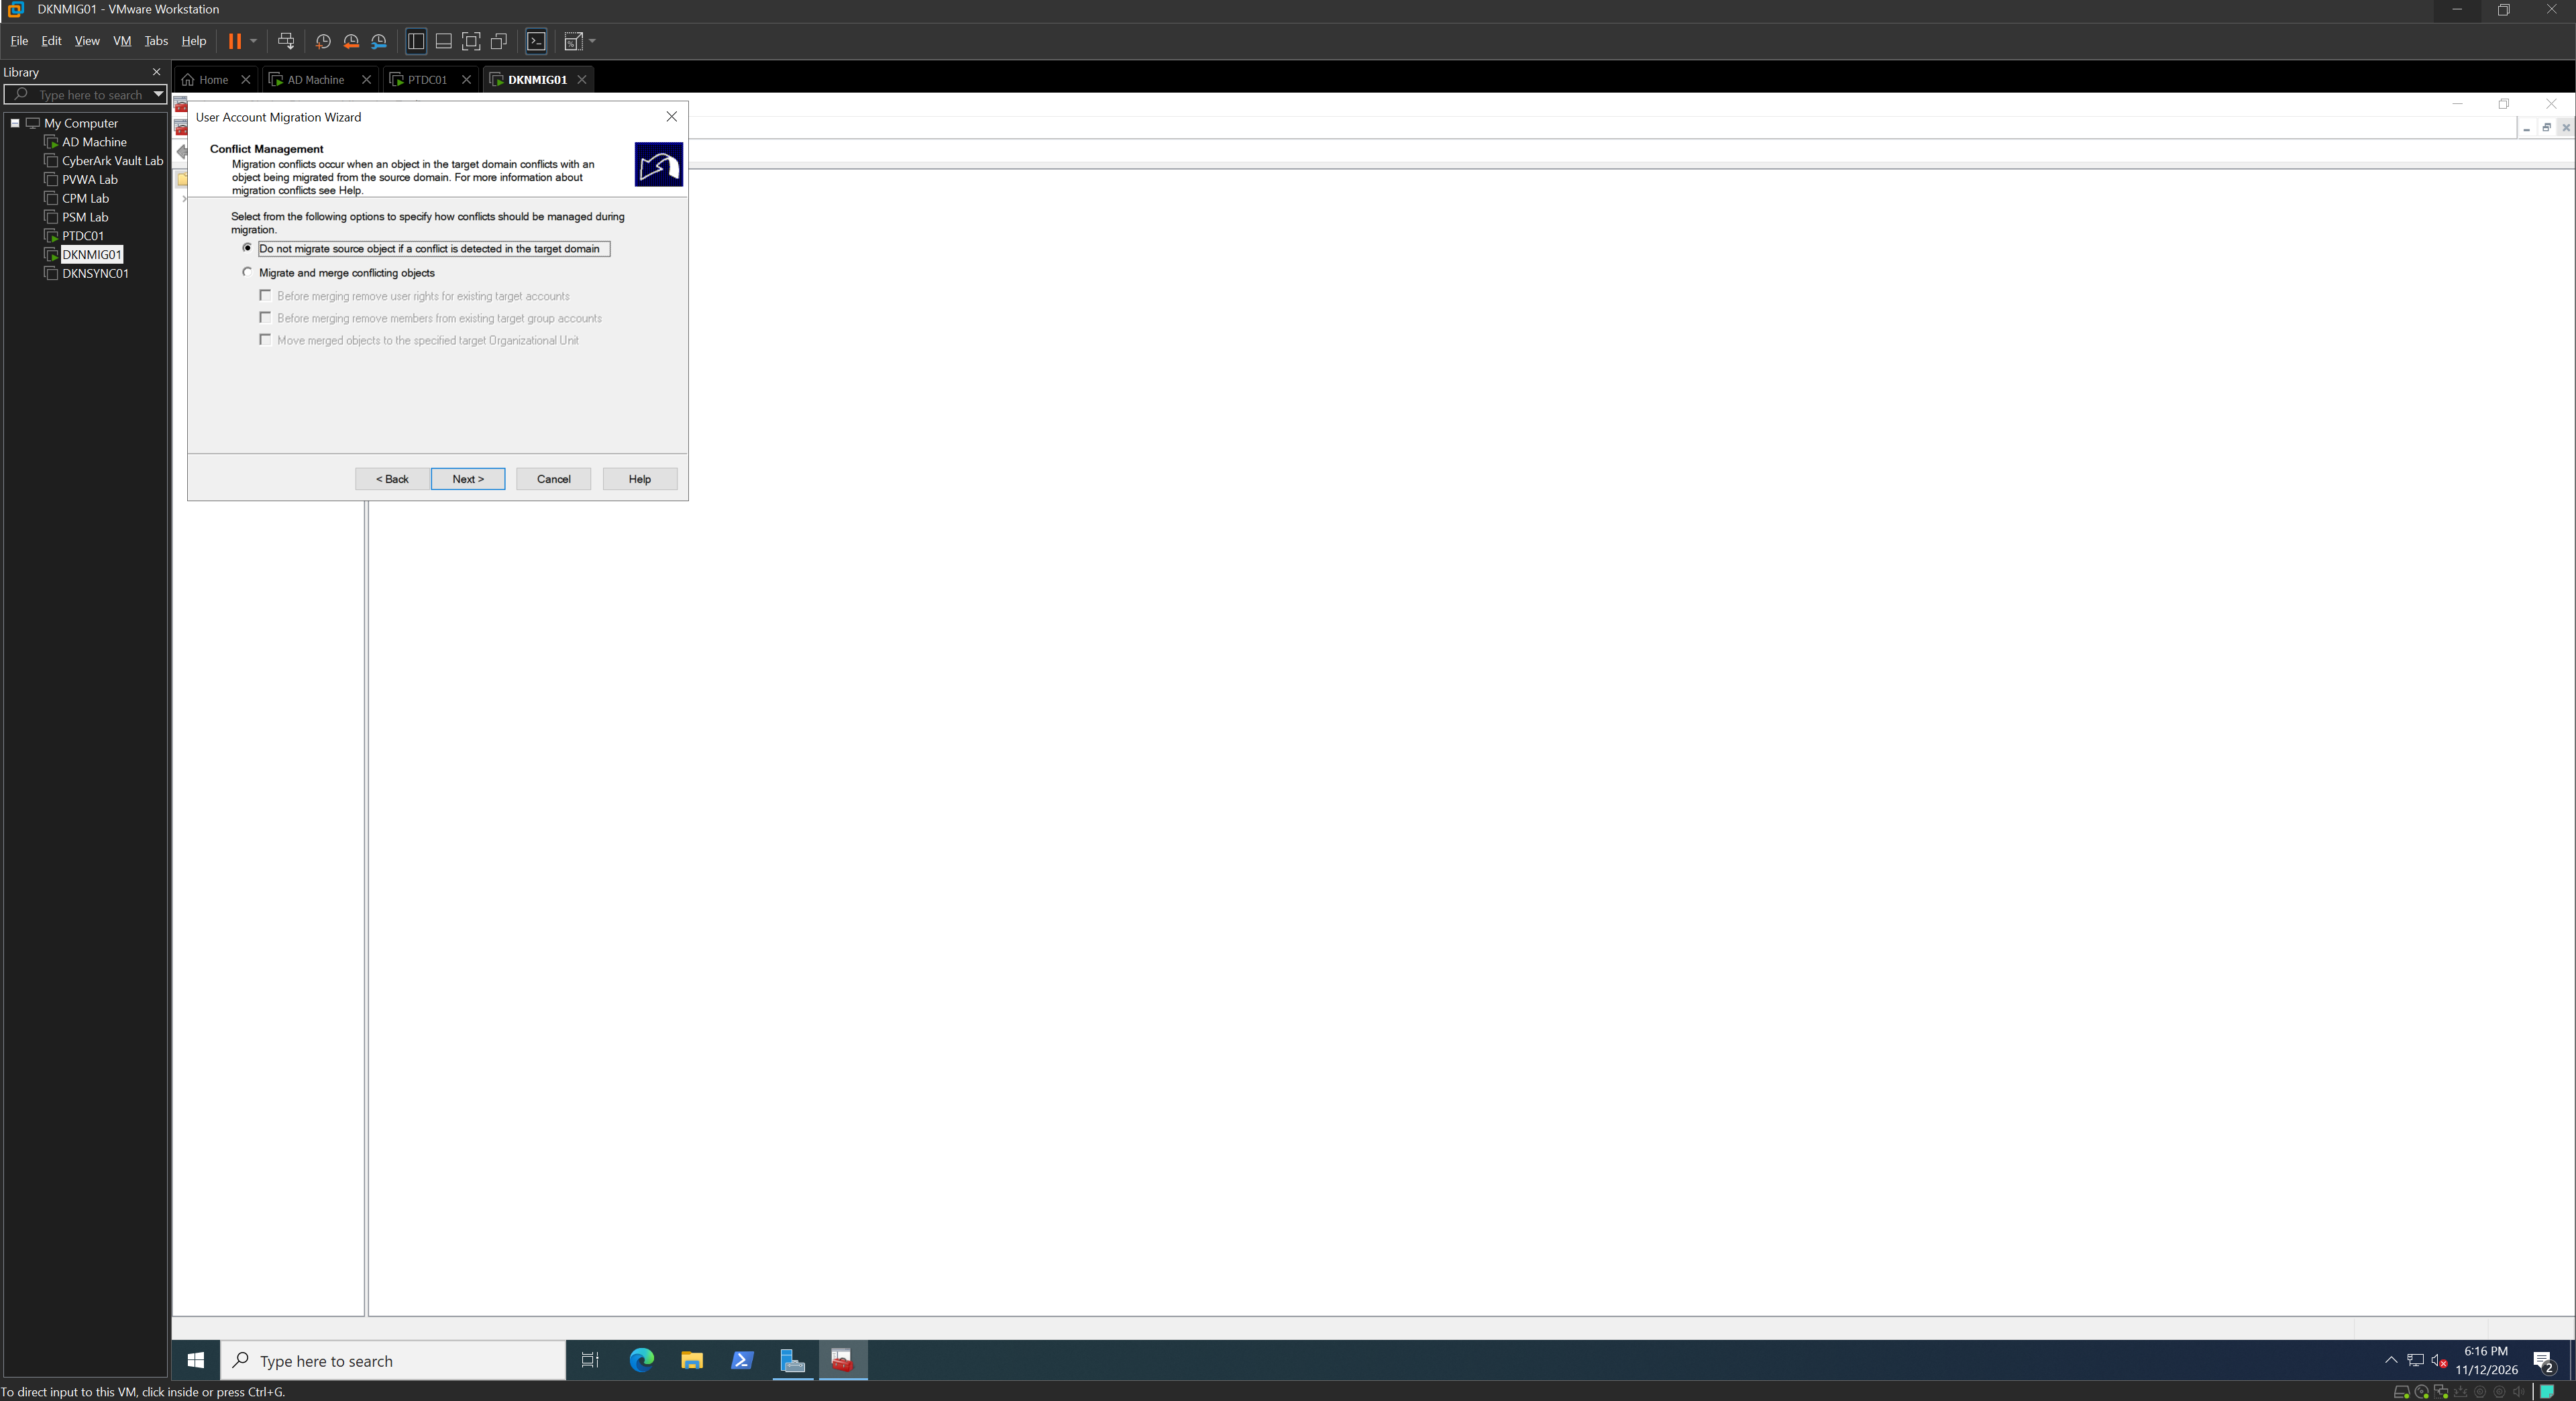 DKNMIG01 - VMware Workstation
File Edit View VM Tabs Help
Library
Type here to search
Home
AD Machine
PTDC01
DKNMIG01
My Computer
AD Machine
CyberArk Vault Lab
PVWA Lab
CPM Lab
PSM Lab
PTDC01
DKNMIG01
DKNSYNC01
User Account Migration Wizard
Conflict Management
Migration conflicts occur when an object in the target domain conflicts with an
object being migrated from the source domain. For more information about
migration conflicts see Help.
Select from the following options to specify how conflicts should be managed during
migration.
Do not migrate source object if a conflict is detected in the target domain
Migrate and merge conflicting objects
Before merging remove user rights for existing target accounts
Before merging remove members from existing target group accounts
Move merged objects to the specified target Organizational Unit
< Back
Next >
Cancel
Help
Type here to search
6:16 PM
11/12/2026
2
To direct input to this VM, click inside or press Ctrl+G.